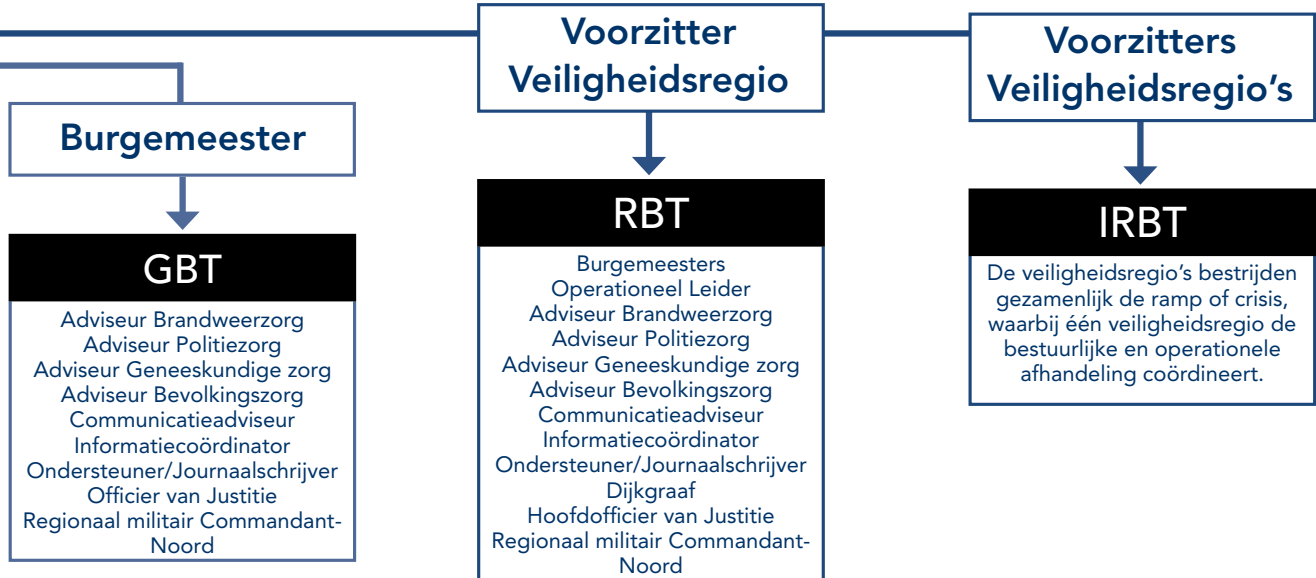 Burgemeester
GBT
Adviseur Brandweerzorg
Adviseur Politiezorg
Adviseur Geneeskundige zorg
Adviseur Bevolkingszorg
Communicatieadviseur
Informatiecoördinator
Ondersteuner/Journaalschrijver
Officier van Justitie
Regionaal militair Commandant-
Noord
Voorzitter
Veiligheidsregio
RBT
Burgemeesters
Operationeel Leider
Adviseur Brandweerzorg
Adviseur Politiezorg
Adviseur Geneeskundige zorg
Adviseur Bevolkingszorg
Communicatieadviseur
Informatiecoördinator
Ondersteuner/Journaalschrijver
Dijkgraaf
Hoofdofficier van Justitie
Regionaal militair Commandant-
Noord
Voorzitters
Veiligheidsregio's
IRBT
De veiligheidsregio's bestrijden
gezamenlijk de ramp of crisis,
waarbij één veiligheidsregio de
bestuurlijke en operationele
afhandeling coördineert.